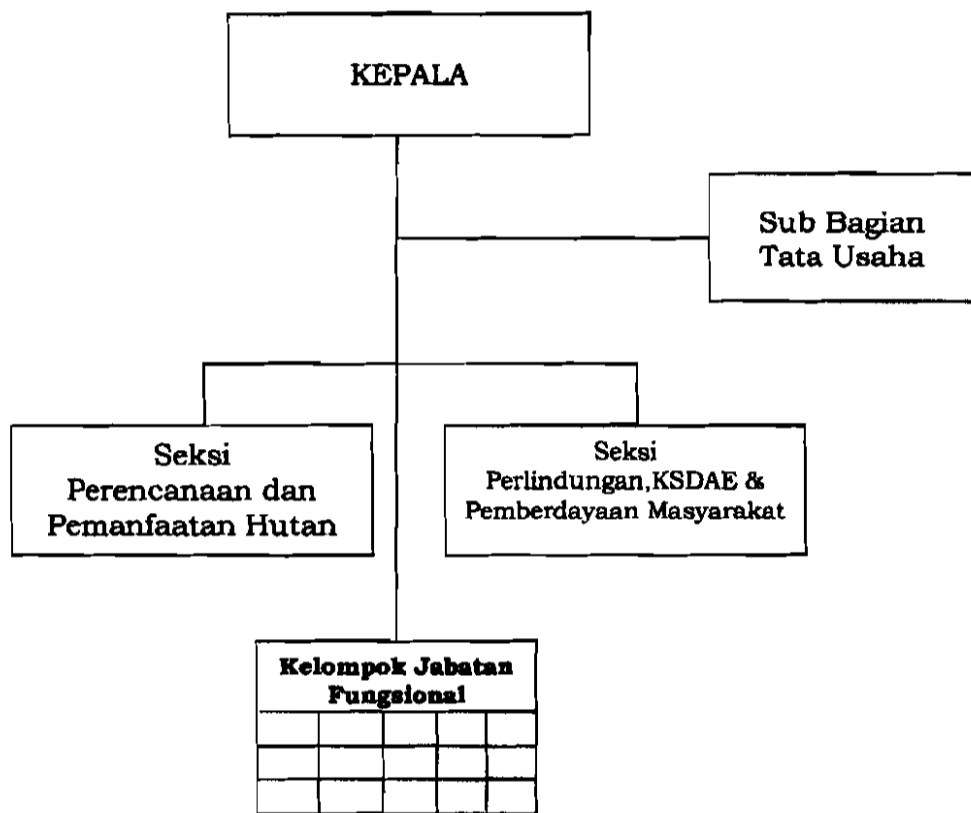 KEPALA
Sub Bagian
Tata Usaha
Seksi
Perencanaan dan
Pemanfaatan Hutan
Seksi
Perlindungan,KSDAE &
Pemberdayaan Masyarakat
Kelompok Jabatan
Fungsional